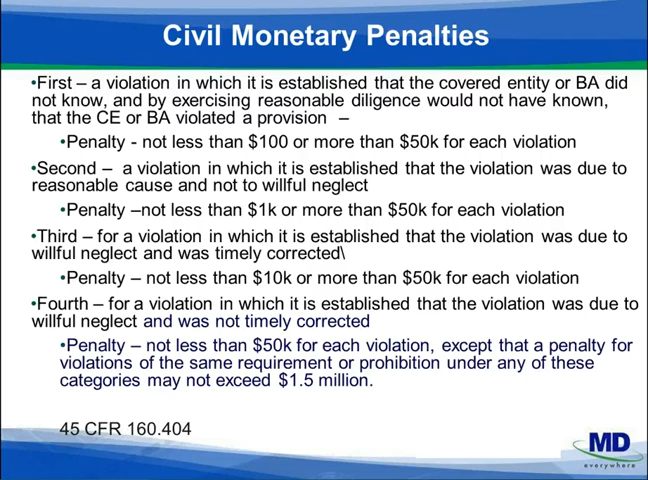 Civil Monetary Penalties
•First – a violation in which it is established that the covered entity or BA did
not know, and by exercising reasonable diligence would not have known,
that the CE or BA violated a provision –
•Penalty - not less than $100 or more than $50k for each violation
•Second – a violation in which it is established that the violation was due to
reasonable cause and not to willful neglect
•Penalty –not less than $1k or more than $50k for each violation
•Third – for a violation in which it is established that the violation was due to
willful neglect and was timely corrected\
•Penalty – not less than $10k or more than $50k for each violation
•Fourth – for a violation in which it is established that the violation was due to
willful neglect and was not timely corrected
•Penalty – not less than $50k for each violation, except that a penalty for
violations of the same requirement or prohibition under any of these
categories may not exceed $1.5 million.
45 CFR 160.404
MD
everywhere